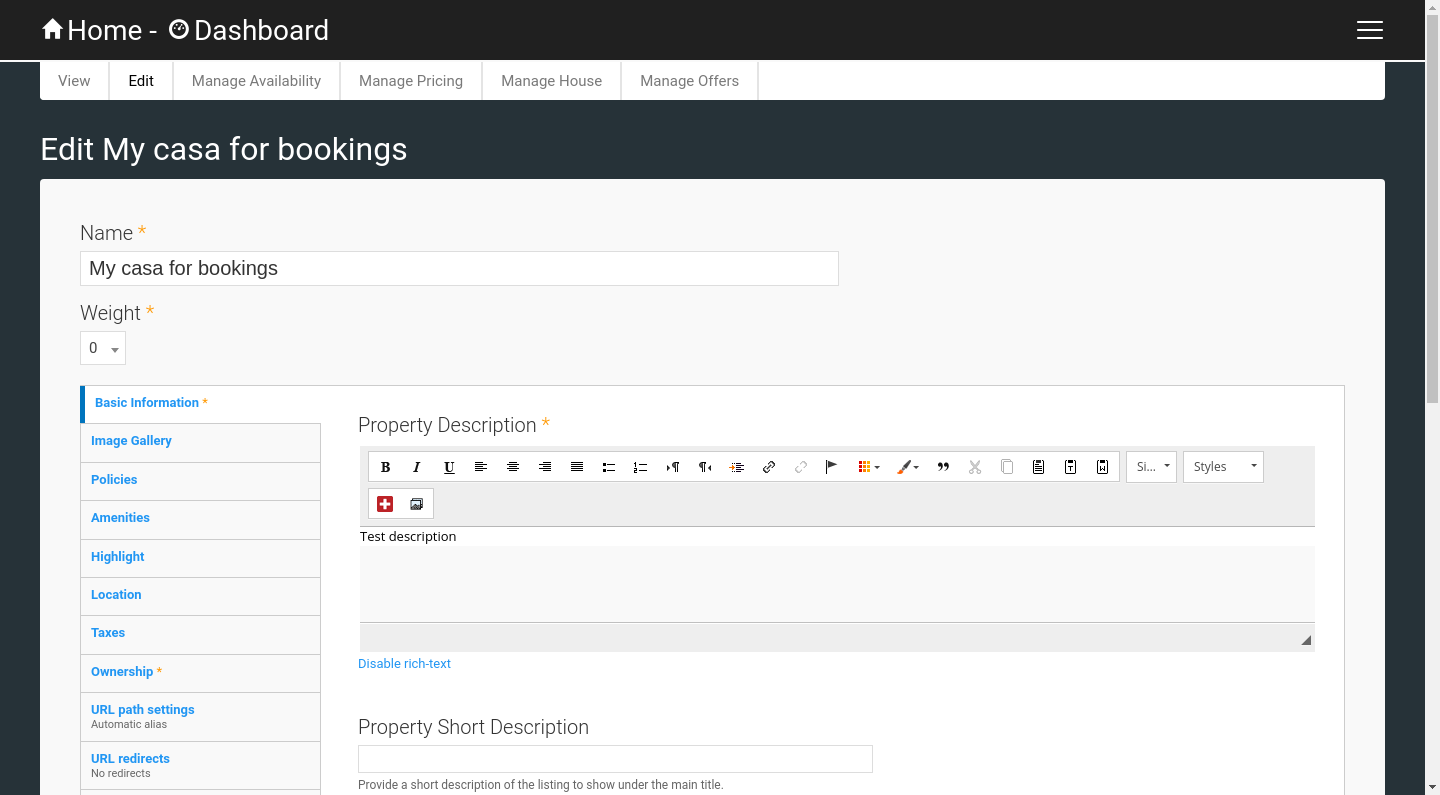 Home - Dashboard
View Edit Manage Availability Manage Pricing Manage House Manage Offers
Edit My casa for bookings
Name *
My casa for bookings
Weight *
0
Basic Information *
Image Gallery
Policies
Amenities
Highlight
Location
Taxes
Ownership *
URL path settings
Automatic alias
URL redirects
No redirects
Property Description *
B I U Si... Styles
Test description
Disable rich-text
Property Short Description
Provide a short description of the listing to show under the main title.